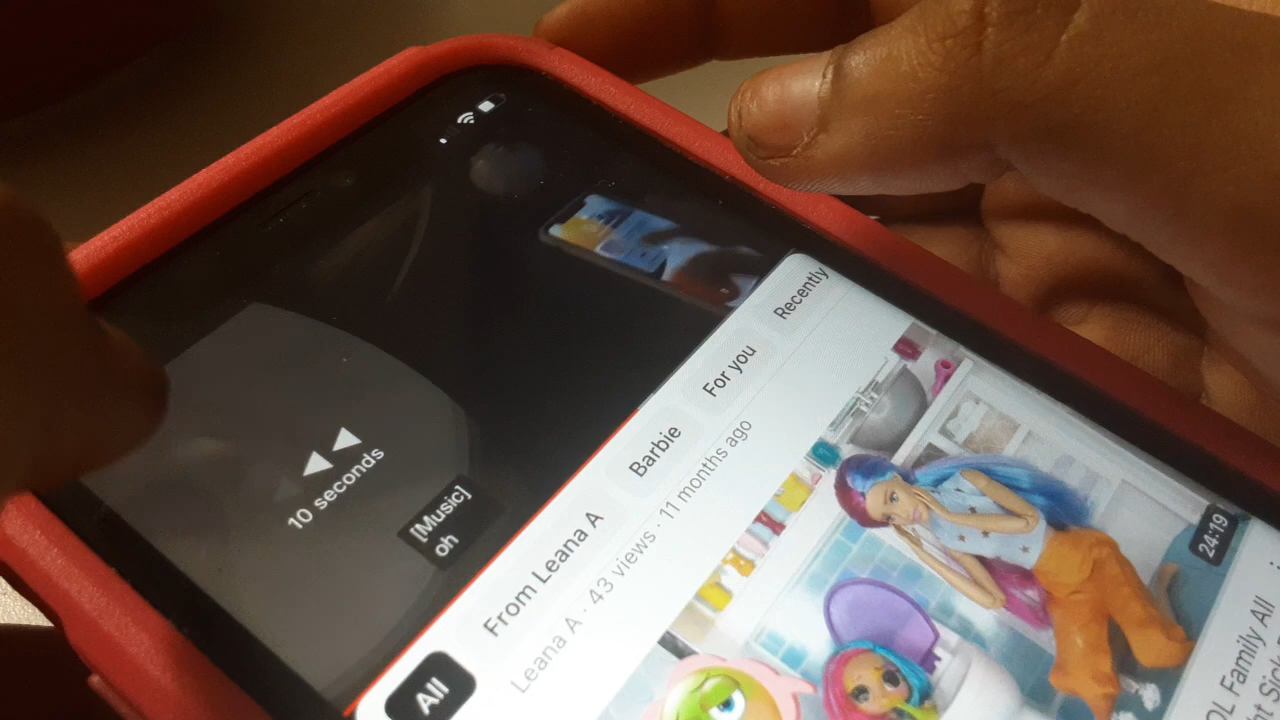 10 seconds
[Music]
oh
All
From Leana A
Barbie
For you
Recently
Leana A · 43 views · 11 months ago
24:19
Family All